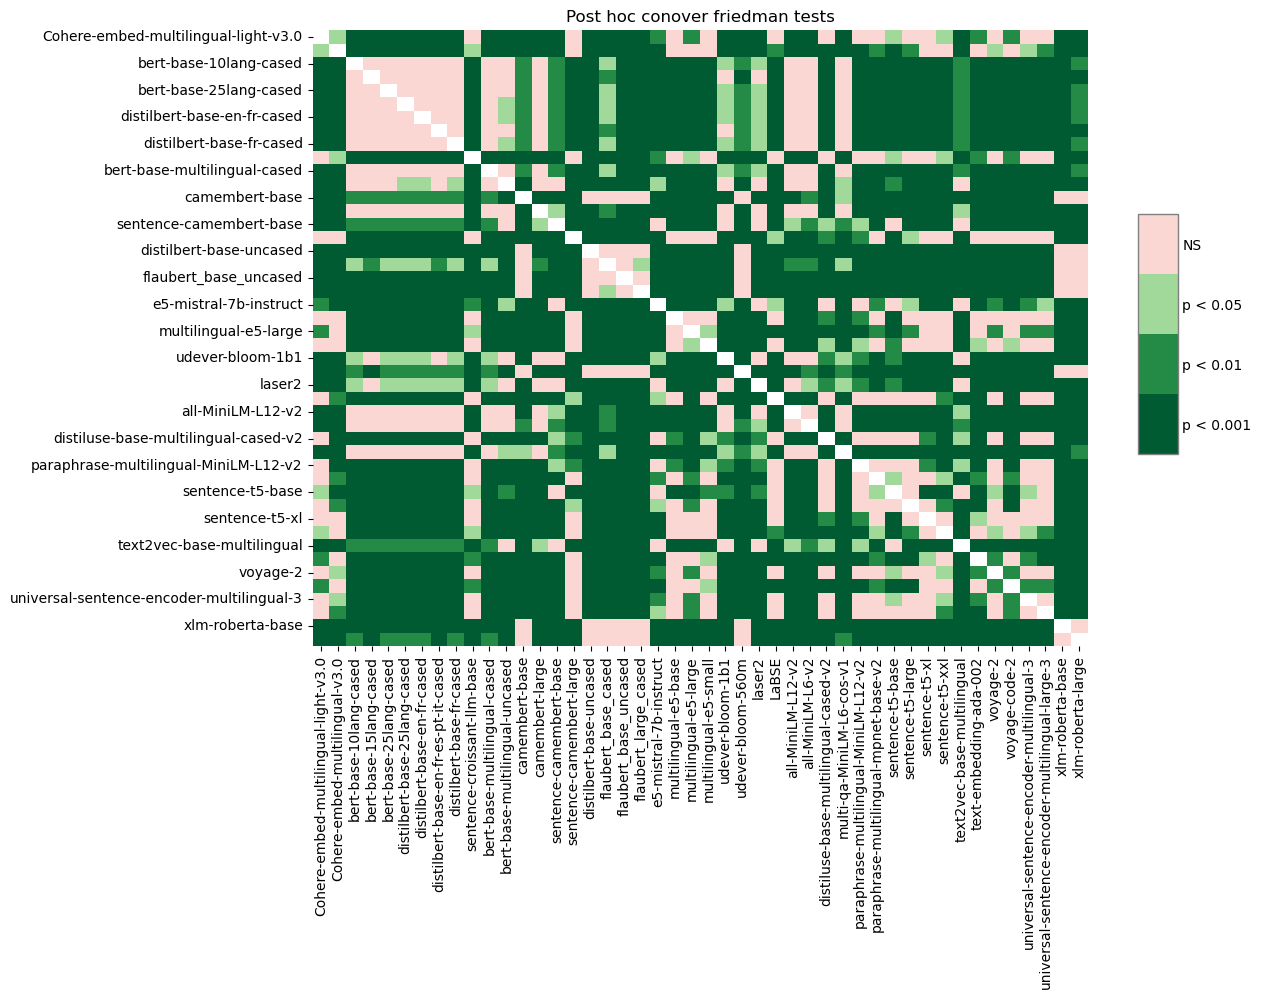 Post hoc conover friedman tests
Cohere-embed-multilingual-light-v3.0
bert-base-10lang-cased
bert-base-25lang-cased
distilbert-base-en-fr-cased
distilbert-base-fr-cased
bert-base-multilingual-cased
camembert-base
sentence-camembert-base
distilbert-base-uncased
flaubert_base_uncased
e5-mistral-7b-instruct
multilingual-e5-large
udever-bloom-1b1
laser2
all-MiniLM-L12-v2
distiluse-base-multilingual-cased-v2
paraphrase-multilingual-MiniLM-L12-v2
sentence-t5-base
sentence-t5-xl
text2vec-base-multilingual
voyage-2
universal-sentence-encoder-multilingual-3
xlm-roberta-base
NS
p < 0.05
p < 0.01
p < 0.001
Cohere-embed-multilingual-light-v3.0
Cohere-embed-multilingual-v3.0
bert-base-10lang-cased
bert-base-15lang-cased
bert-base-25lang-cased
distilbert-base-25lang-cased
distilbert-base-en-fr-cased
distilbert-base-en-fr-es-pt-it-cased
distilbert-base-fr-cased
sentence-croissant-llm-base
bert-base-multilingual-cased
bert-base-multilingual-uncased
camembert-base
camembert-large
sentence-camembert-base
sentence-camembert-large
distilbert-base-uncased
flaubert_base_cased
flaubert_base_uncased
flaubert_large_cased
e5-mistral-7b-instruct
multilingual-e5-base
multilingual-e5-large
multilingual-e5-small
udever-bloom-1b1
udever-bloom-560m
laser2
LaBSE
all-MiniLM-L12-v2
all-MiniLM-L6-v2
distiluse-base-multilingual-cased-v2
multi-qa-MiniLM-L6-cos-v1
paraphrase-multilingual-MiniLM-L12-v2
paraphrase-multilingual-mpnet-base-v2
sentence-t5-base
sentence-t5-large
sentence-t5-xl
sentence-t5-xxl
text2vec-base-multilingual
text-embedding-ada-002
voyage-2
voyage-code-2
universal-sentence-encoder-multilingual-3
universal-sentence-encoder-multilingual-large-3
xlm-roberta-base
xlm-roberta-large